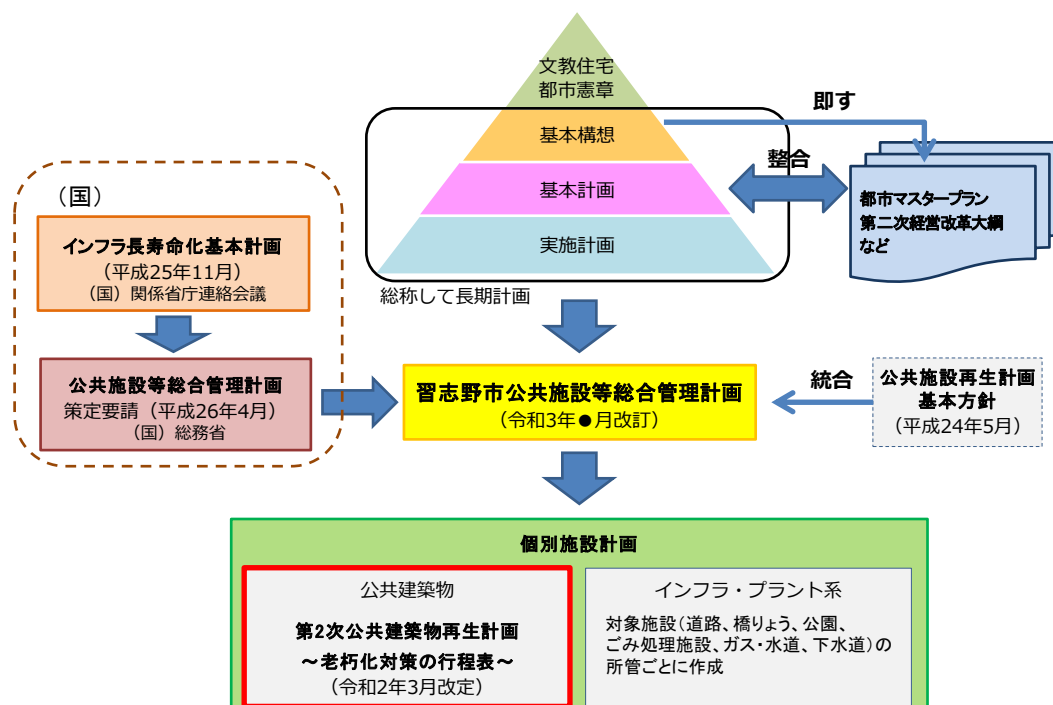 文教住宅
都市憲章
基本構想
基本計画
実施計画
総称して長期計画
即す
整合
都市マスタープラン
第二次経営改革大綱
など
（国）
インフラ長寿命化基本計画
（平成25年11月）
（国）関係省庁連絡会議
公共施設等総合管理計画
策定要請（平成26年4月）
（国）総務省
習志野市公共施設等総合管理計画
（令和3年●月改訂）
統合
公共施設再生計画
基本方針
（平成24年5月）
個別施設計画
公共建築物
第2次公共建築物再生計画
～老朽化対策の行程表～
（令和2年3月改定）
インフラ・プラント系
対象施設（道路、橋りょう、公園、
ごみ処理施設、ガス・水道、下水道）の
所管ごとに作成